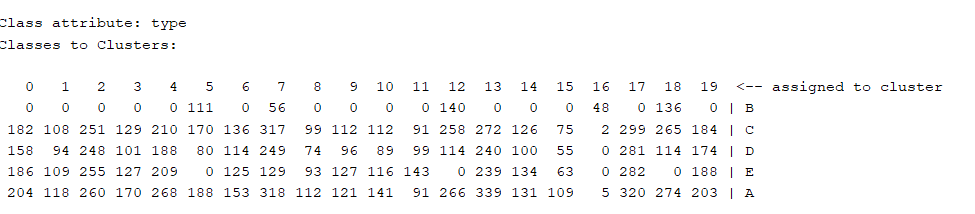 Class attribute: type
Classes to Clusters:
0 1 2 3 4 5 6 7 8 9 10 11 12 13 14 15 16 17 18 19 <-- assigned to cluster
0 0 0 0 0 111 0 56 0 0 0 0 140 0 0 0 48 0 136 0 | B
182 108 251 129 210 170 136 317 99 112 112 91 258 272 126 75 2 299 265 184 | C
158 94 248 101 188 80 114 249 74 96 89 99 114 240 100 55 0 281 114 174 | D
186 109 255 127 209 0 125 129 93 127 116 143 0 239 134 63 0 282 0 188 | E
204 118 260 170 268 188 153 318 112 121 141 91 266 339 131 109 5 320 274 203 | A